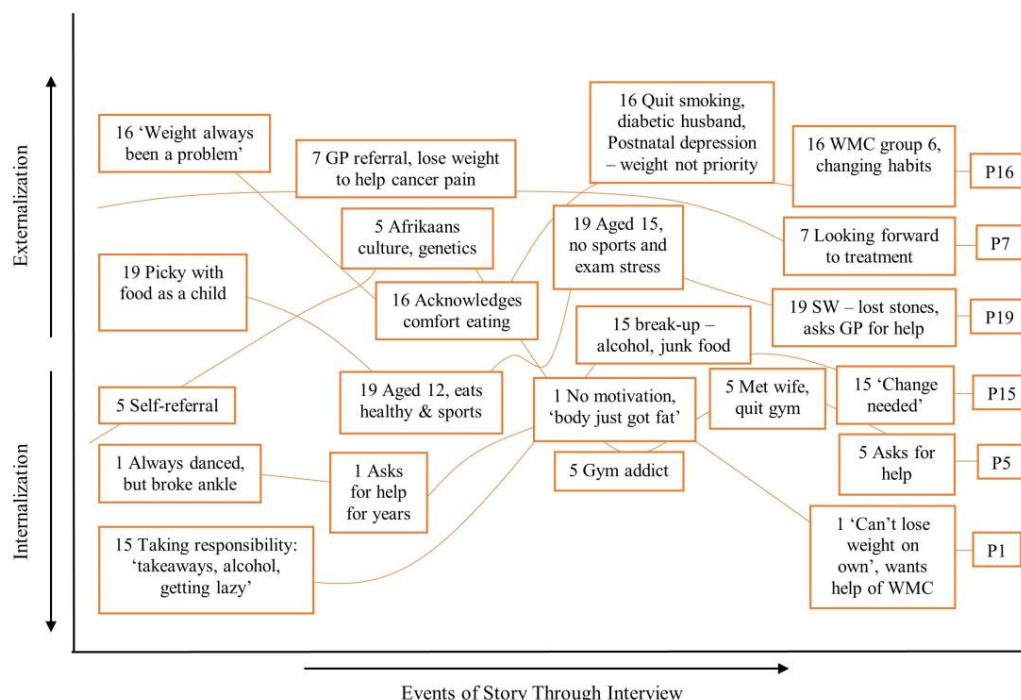 Externalization
Internalization
16 ‘Weight always
been a problem’
7 GP referral, lose weight
to help cancer pain
16 Quit smoking,
diabetic husband,
Postnatal depression
– weight not priority
16 WMC group 6,
changing habits
P16
5 Afrikaans
culture, genetics
19 Aged 15,
no sports and
exam stress
7 Looking forward
to treatment
P7
19 Picky with
food as a child
16 Acknowledges
comfort eating
19 SW – lost stones,
asks GP for help
P19
15 break-up –
alcohol, junk food
19 Aged 12, eats
healthy & sports
1 No motivation,
‘body just got fat’
5 Met wife,
quit gym
15 ‘Change
needed’
P15
5 Self-referral
1 Always danced,
but broke ankle
1 Asks
for help
for years
5 Gym addict
5 Asks for
help
P5
15 Taking responsibility:
‘takeaways, alcohol,
getting lazy’
1 ‘Can’t lose
weight on
own’, wants
help of WMC
P1
Events of Story Through Interview